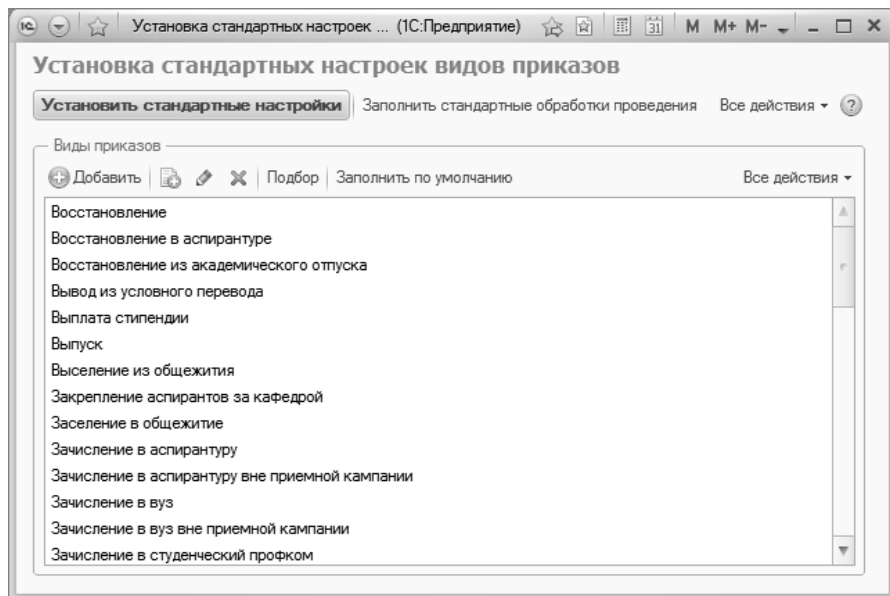 1С Установка стандартных настроек ... (1С:Предприятие) 31 M M+ M-
Установка стандартных настроек видов приказов
Установить стандартные настройки Заполнить стандартные обработки проведения Все действия ?
Виды приказов
Добавить Подбор Заполнить по умолчанию Все действия
Восстановление
Восстановление в аспирантуре
Восстановление из академического отпуска
Вывод из условного перевода
Выплата стипендии
Выпуск
Выселение из общежития
Закрепление аспирантов за кафедрой
Заселение в общежитие
Зачисление в аспирантуру
Зачисление в аспирантуру вне приемной кампании
Зачисление в вуз
Зачисление в вуз вне приемной кампании
Зачисление в студенческий профком